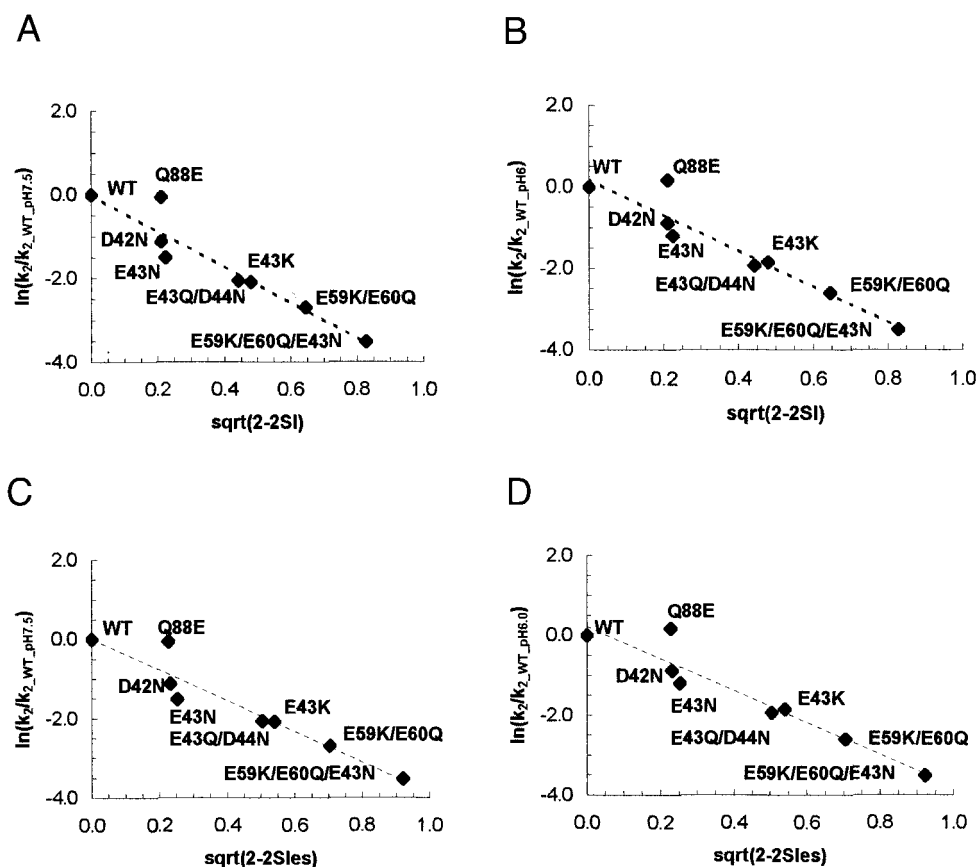 A
2.0
0.0
-2.0
-4.0
ln(k2/k2_WT_pH7.5)
WT
Q88E
D42N
E43N
E43K
E43Q/D44N
E59K/E60Q
E59K/E60Q/E43N
0.0 0.2 0.4 0.6 0.8 1.0
sqrt(2-2SI)
B
2.0
0.0
-2.0
-4.0
ln(k2/k2_WT_pH6)
WT
Q88E
D42N
E43N
E43K
E43Q/D44N
E59K/E60Q
E59K/E60Q/E43N
0.0 0.2 0.4 0.6 0.8 1.0
sqrt(2-2SI)
C
2.0
0.0
-2.0
-4.0
ln(k2/k2_WT_pH7.5)
WT
Q88E
D42N
E43N
E43K
E43Q/D44N
E59K/E60Q
E59K/E60Q/E43N
0.0 0.2 0.4 0.6 0.8 1.0
sqrt(2-2SIes)
D
2.0
0.0
-2.0
-4.0
ln(k2/k2_WT_pH6.0)
WT
Q88E
D42N
E43N
E43K
E43Q/D44N
E59K/E60Q
E59K/E60Q/E43N
0.0 0.2 0.4 0.6 0.8 1.0
sqrt(2-2SIes)